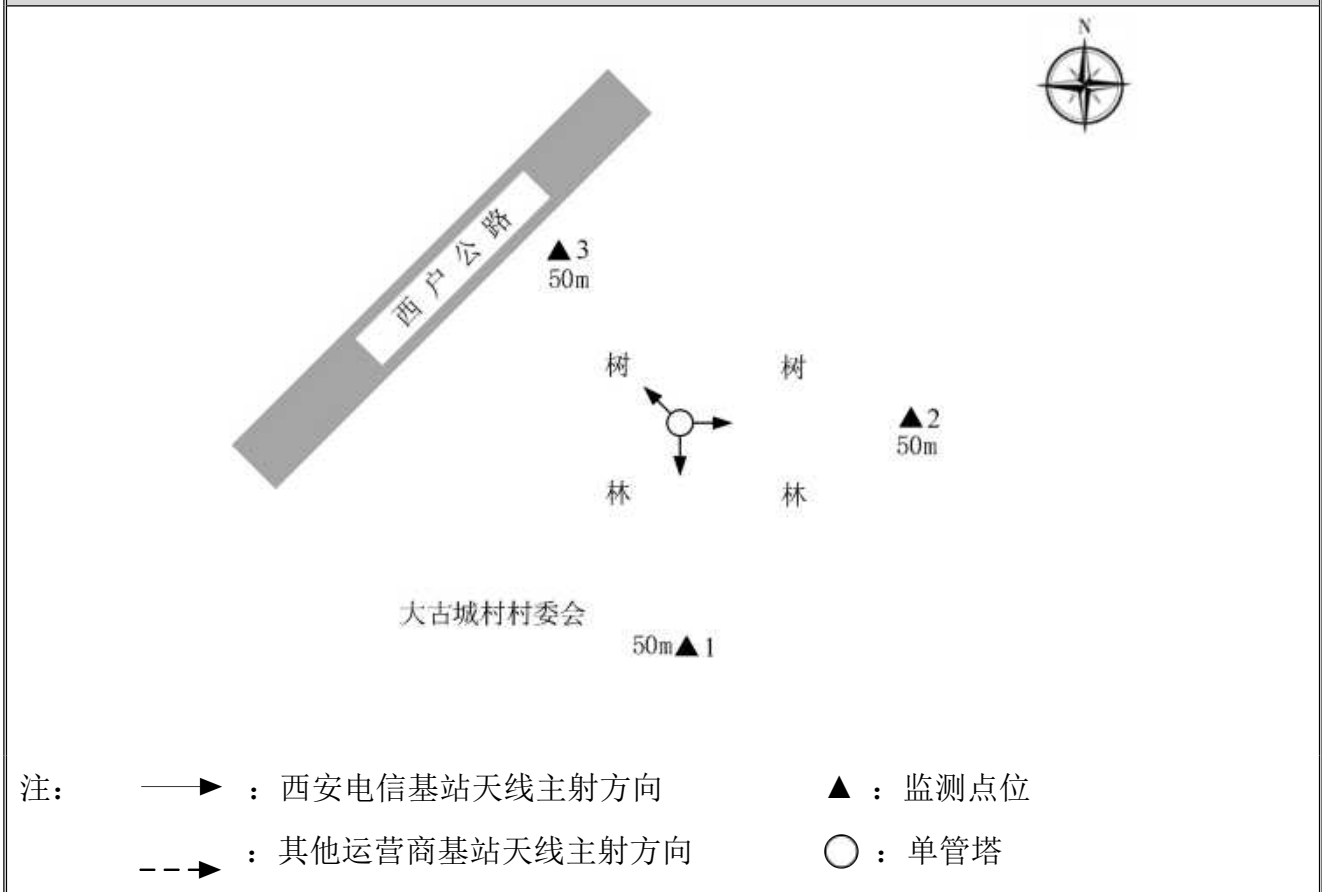 N
西户公路
▲3
50m
树
树
▲2
50m
林
林
大古城村村委会
50m▲1
注：
：西安电信基站天线主射方向
▲：监测点位
：其他运营商基站天线主射方向
○：单管塔